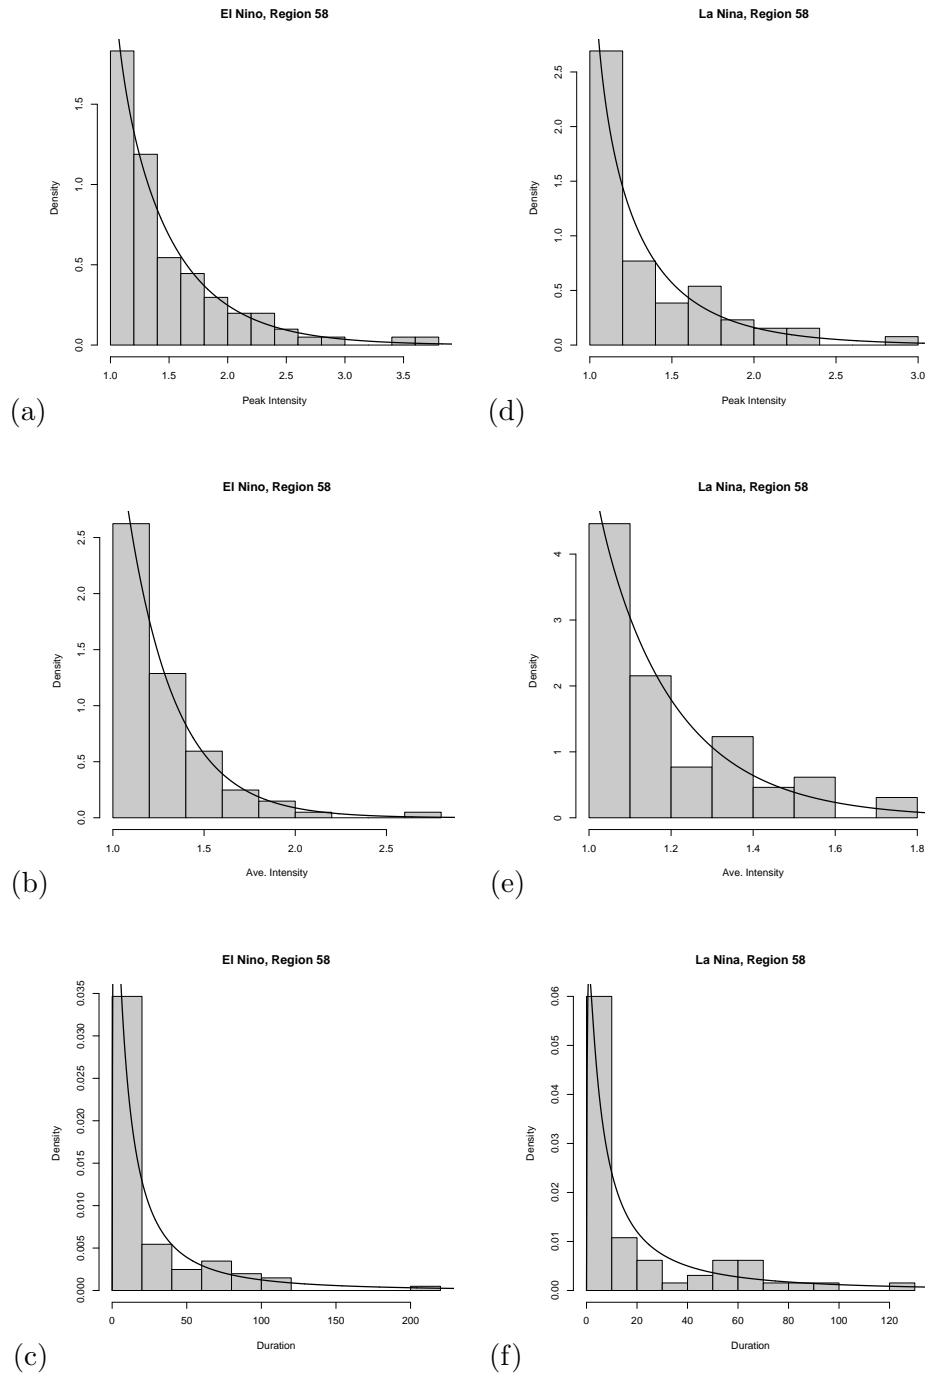 El Nino, Region 58
Density
0.0 0.5 1.0 1.5
1.0 1.5 2.0 2.5 3.0 3.5
Peak Intensity
(a)
La Nina, Region 58
Density
0.0 0.5 1.0 1.5 2.0 2.5
1.0 1.5 2.0 2.5 3.0
Peak Intensity
(d)
El Nino, Region 58
Density
0.0 0.5 1.0 1.5 2.0 2.5
1.0 1.5 2.0 2.5
Ave. Intensity
(b)
La Nina, Region 58
Density
0 1 2 3 4
1.0 1.2 1.4 1.6 1.8
Ave. Intensity
(e)
El Nino, Region 58
Density
0.000 0.005 0.010 0.015 0.020 0.025 0.030 0.035
0 50 100 150 200
Duration
(c)
La Nina, Region 58
Density
0.00 0.01 0.02 0.03 0.04 0.05 0.06
0 20 40 60 80 100 120
Duration
(f)